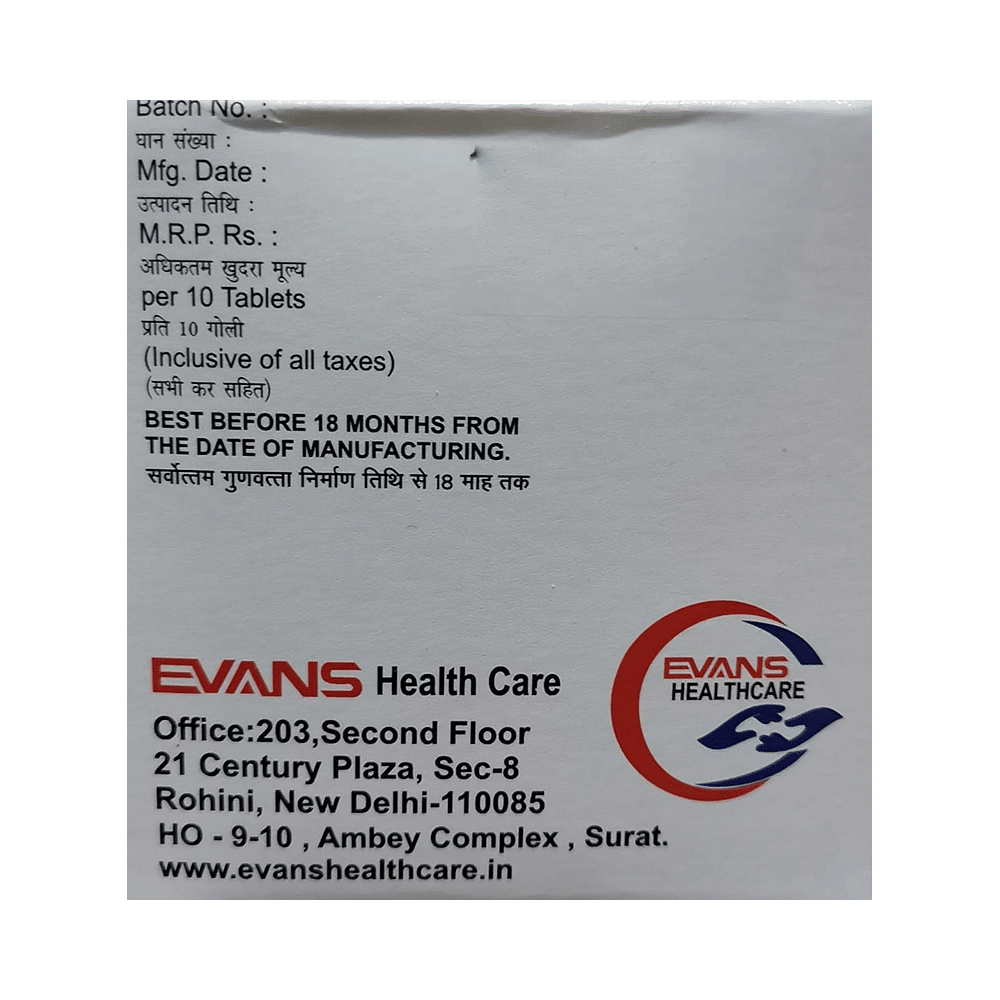 Batch No. :
घान संख्या :
Mfg. Date :
उत्पादन तिथि :
M.R.P. Rs. :
अधिकतम खुदरा मूल्य
per 10 Tablets
प्रति 10 गोली
(Inclusive of all taxes)
(सभी कर सहित)
BEST BEFORE 18 MONTHS FROM
THE DATE OF MANUFACTURING.
सर्वोत्तम गुणवत्ता निर्माण तिथि से 18 माह तक
EVANS Health Care
Office:203,Second Floor
21 Century Plaza, Sec-8
Rohini, New Delhi-110085
HO - 9-10 , Ambey Complex , Surat.
www.evanshealthcare.in
EVANS
HEALTHCARE